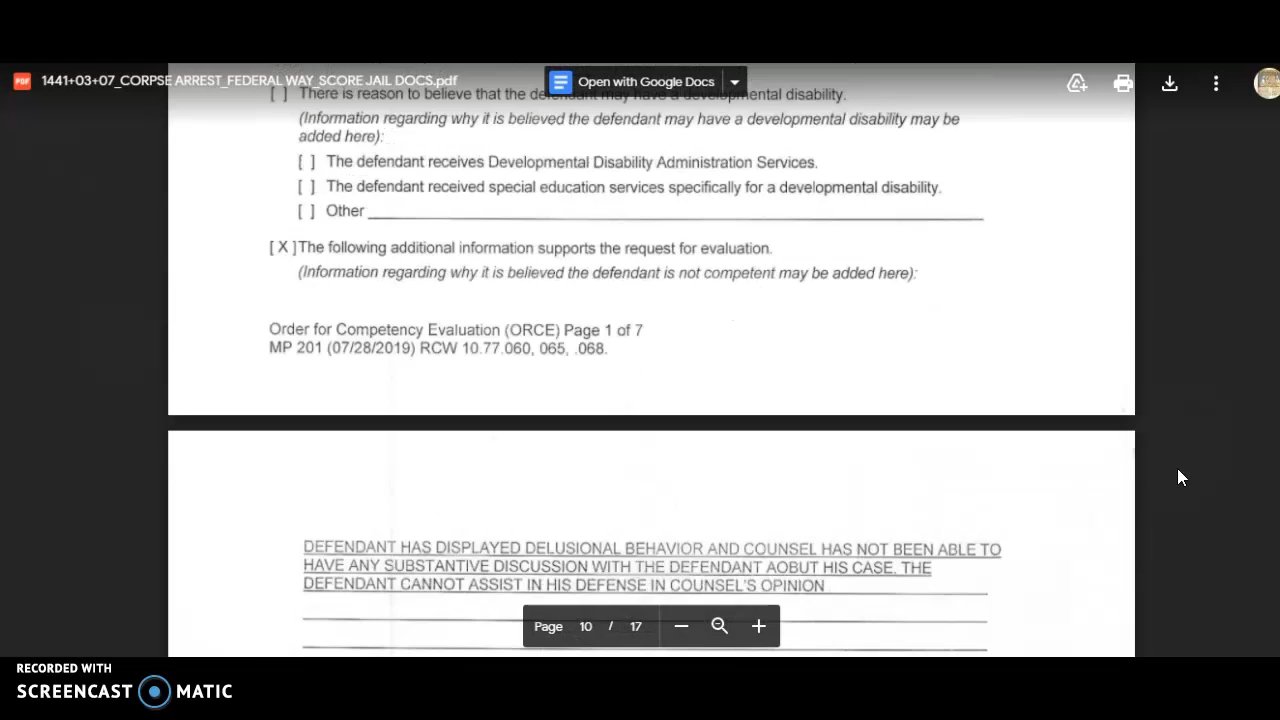 PDF 1441+03+07_CORPSE ARREST_FEDERAL WAY_SCORE JAIL DOCS.pdf
Open with Google Docs
[ ] There is reason to believe that the defendant may have a developmental disability.
(Information regarding why it is believed the defendant may have a developmental disability may be
added here):
[ ] The defendant receives Developmental Disability Administration Services.
[ ] The defendant received special education services specifically for a developmental disability.
[ ] Other
[ X ]The following additional information supports the request for evaluation.
(Information regarding why it is believed the defendant is not competent may be added here):
Order for Competency Evaluation (ORCE) Page 1 of 7
MP 201 (07/28/2019) RCW 10.77.060, 065, .068.
DEFENDANT HAS DISPLAYED DELUSIONAL BEHAVIOR AND COUNSEL HAS NOT BEEN ABLE TO
HAVE ANY SUBSTANTIVE DISCUSSION WITH THE DEFENDANT AOBUT HIS CASE. THE
DEFENDANT CANNOT ASSIST IN HIS DEFENSE IN COUNSEL'S OPINION
Page 10 / 17
RECORDED WITH
SCREENCAST MATIC